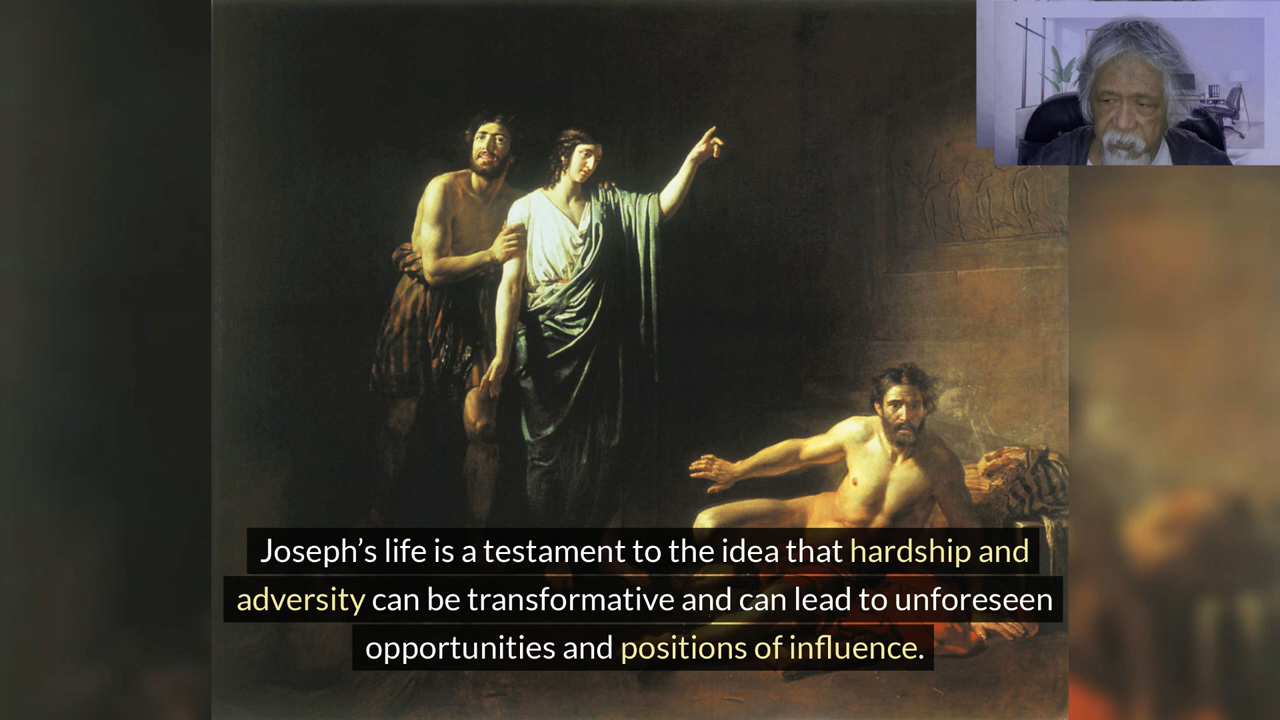 Joseph’s life is a testament to the idea that hardship and
adversity can be transformative and can lead to unforeseen
opportunities and positions of influence.